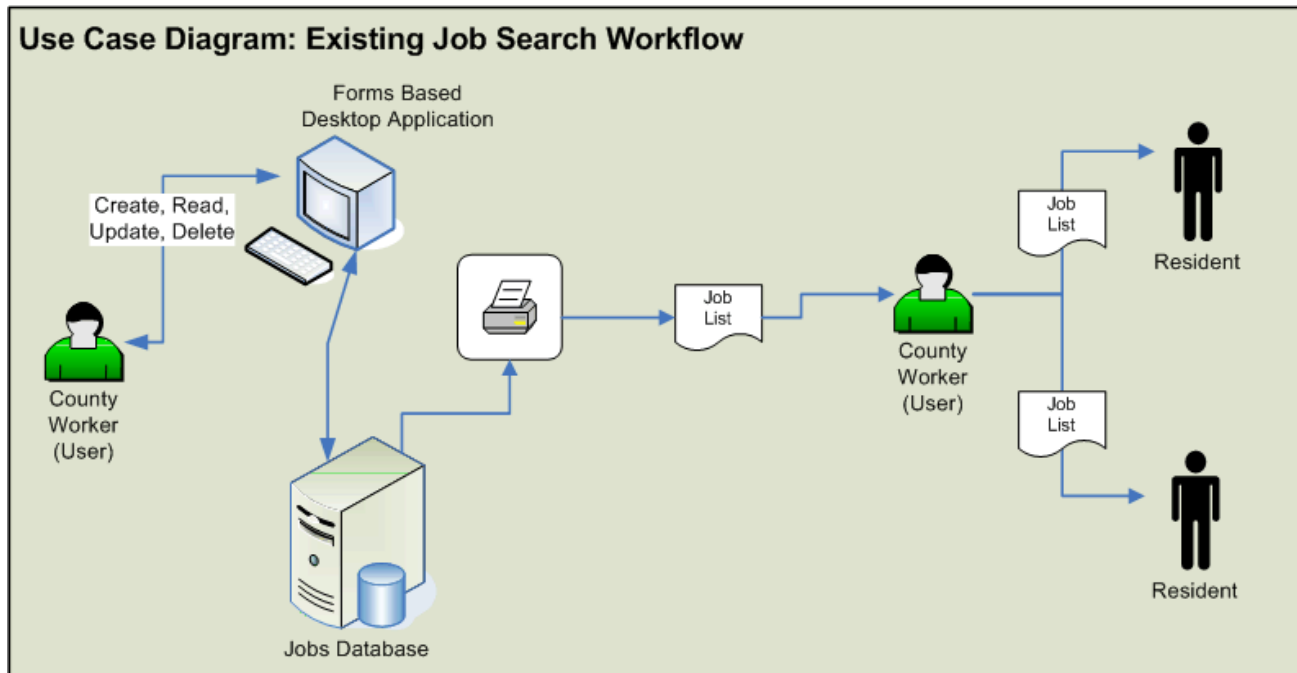 Use Case Diagram: Existing Job Search Workflow
Forms Based
Desktop Application
Create, Read,
Update, Delete
County
Worker
(User)
Jobs Database
Job
List
County
Worker
(User)
Job
List
Resident
Job
List
Resident